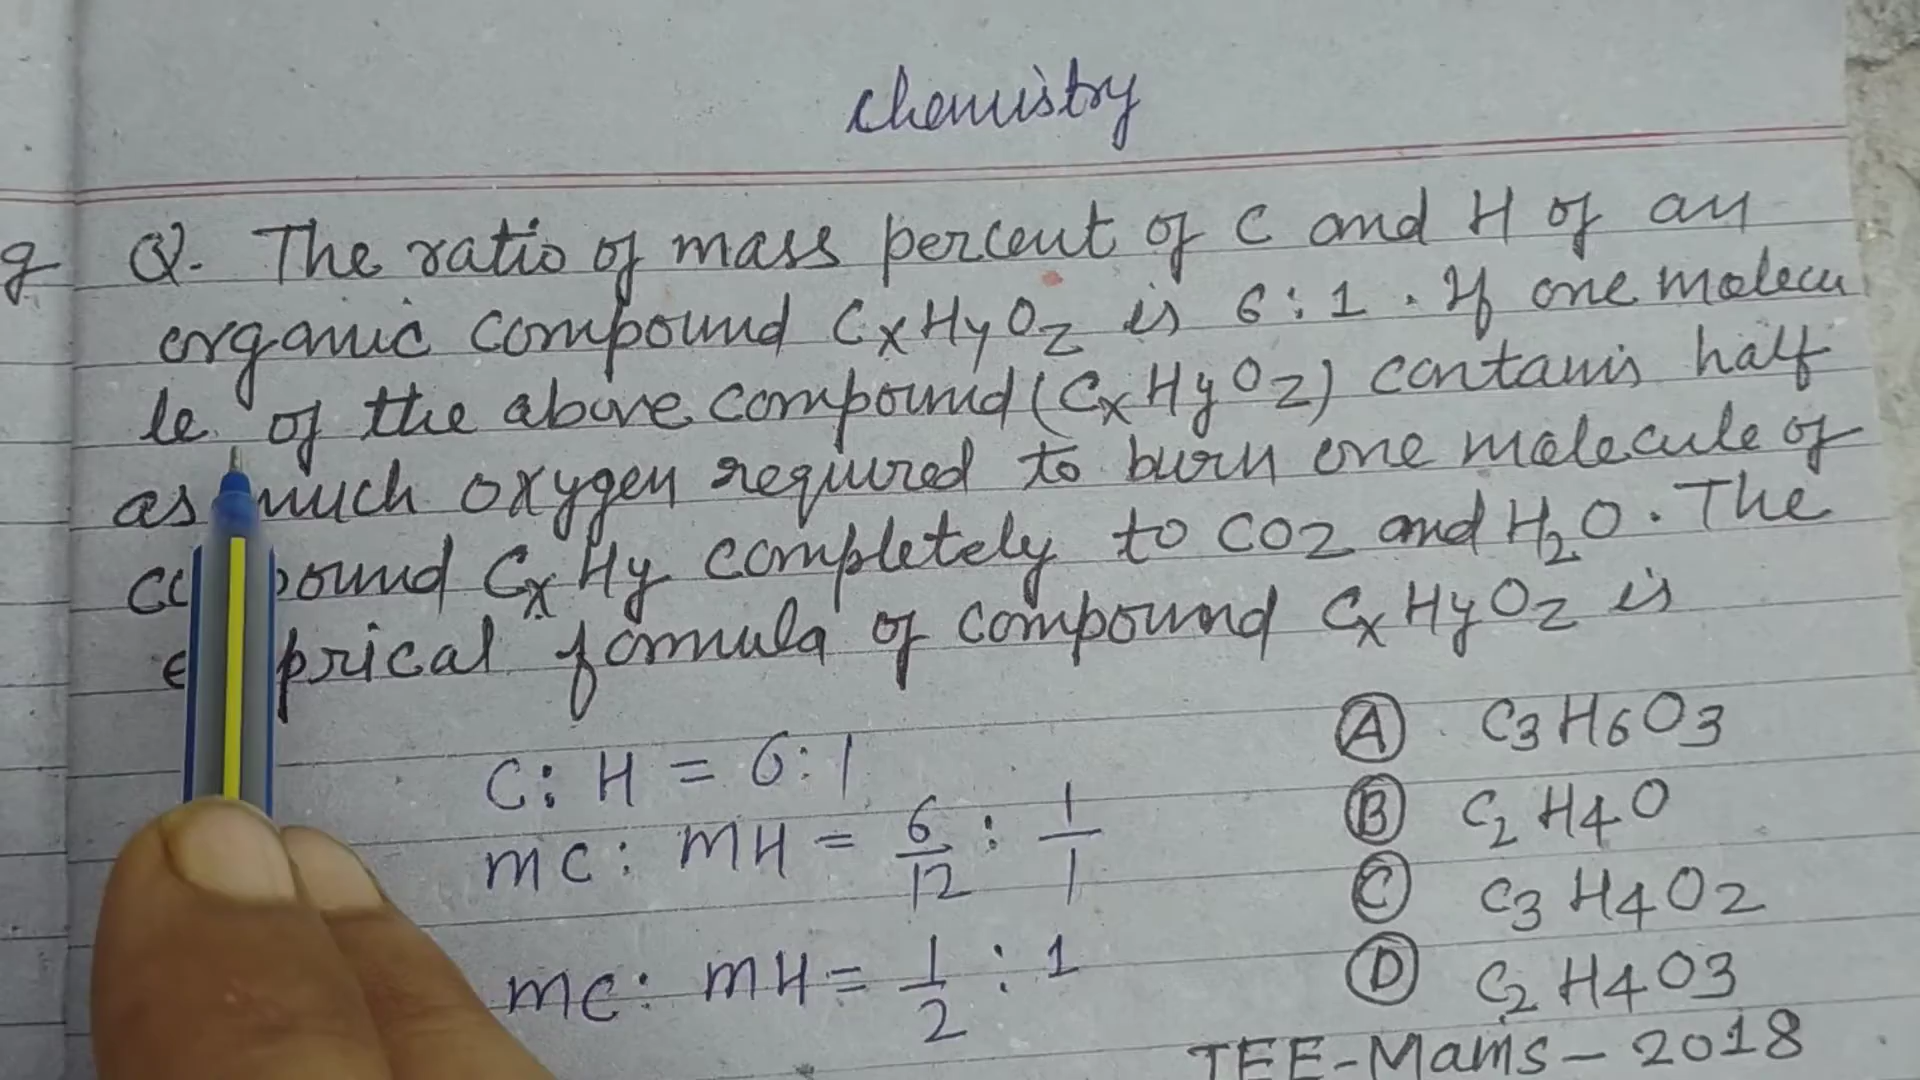 Chemistry
g Q. The ratio of mass percent of C and H of an
organic compound CxHyOz is 6:1. If one molecu
le of the above compound (CxHyOz) contains half
as much oxygen required to burn one molecule of
ound CxHy completely to CO2 and H2O. The
prical formula of compound CxHyOz is
C: H = 6:1
mC: mH = 6/12 : 1/1
mC: mH = 1/2 : 1
Ⓐ C3H6O3
Ⓑ C2H4O
Ⓒ C3H4O2
Ⓓ C2H4O3
JEE-Mains-2018